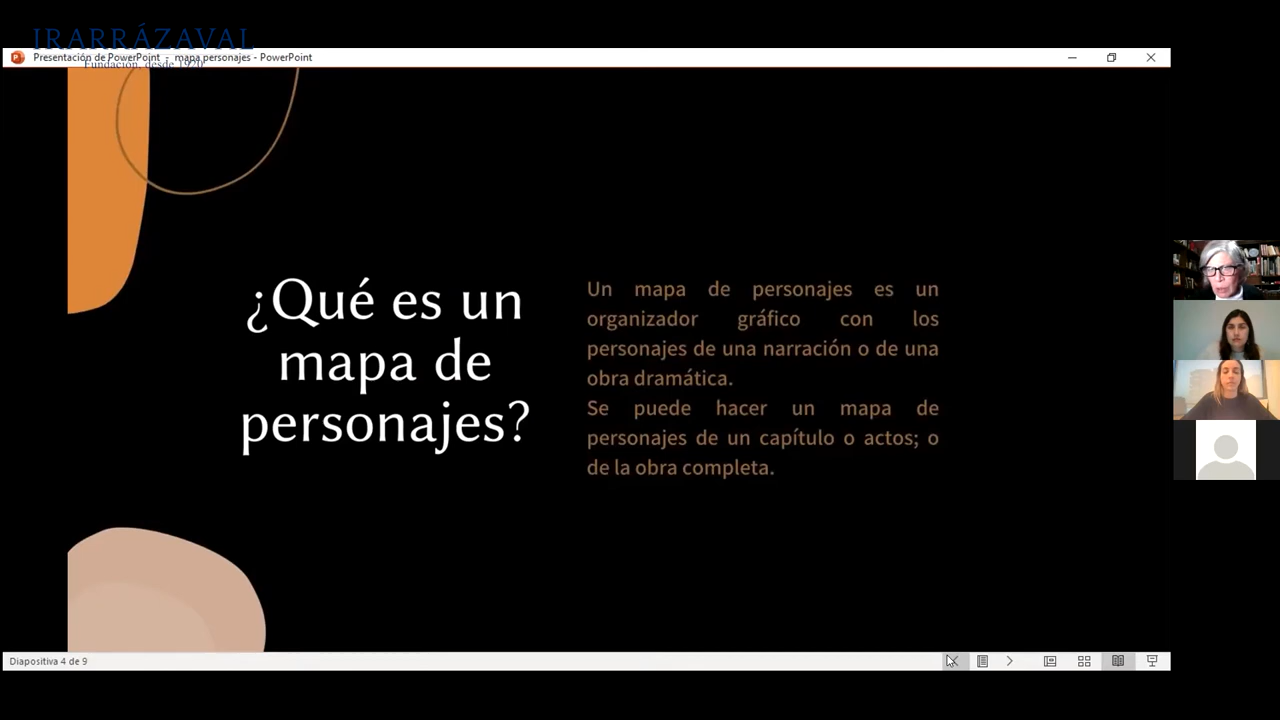 IRARRÁZAVAL
Fundación, desde 1970
Presentación de PowerPoint - mapa personajes - PowerPoint
¿Qué es un
mapa de
personajes?
Un mapa de personajes es un
organizador gráfico con los
personajes de una narración o de una
obra dramática.
Se puede hacer un mapa de
personajes de un capítulo o actos; o
de la obra completa.
Diapositiva 4 de 9